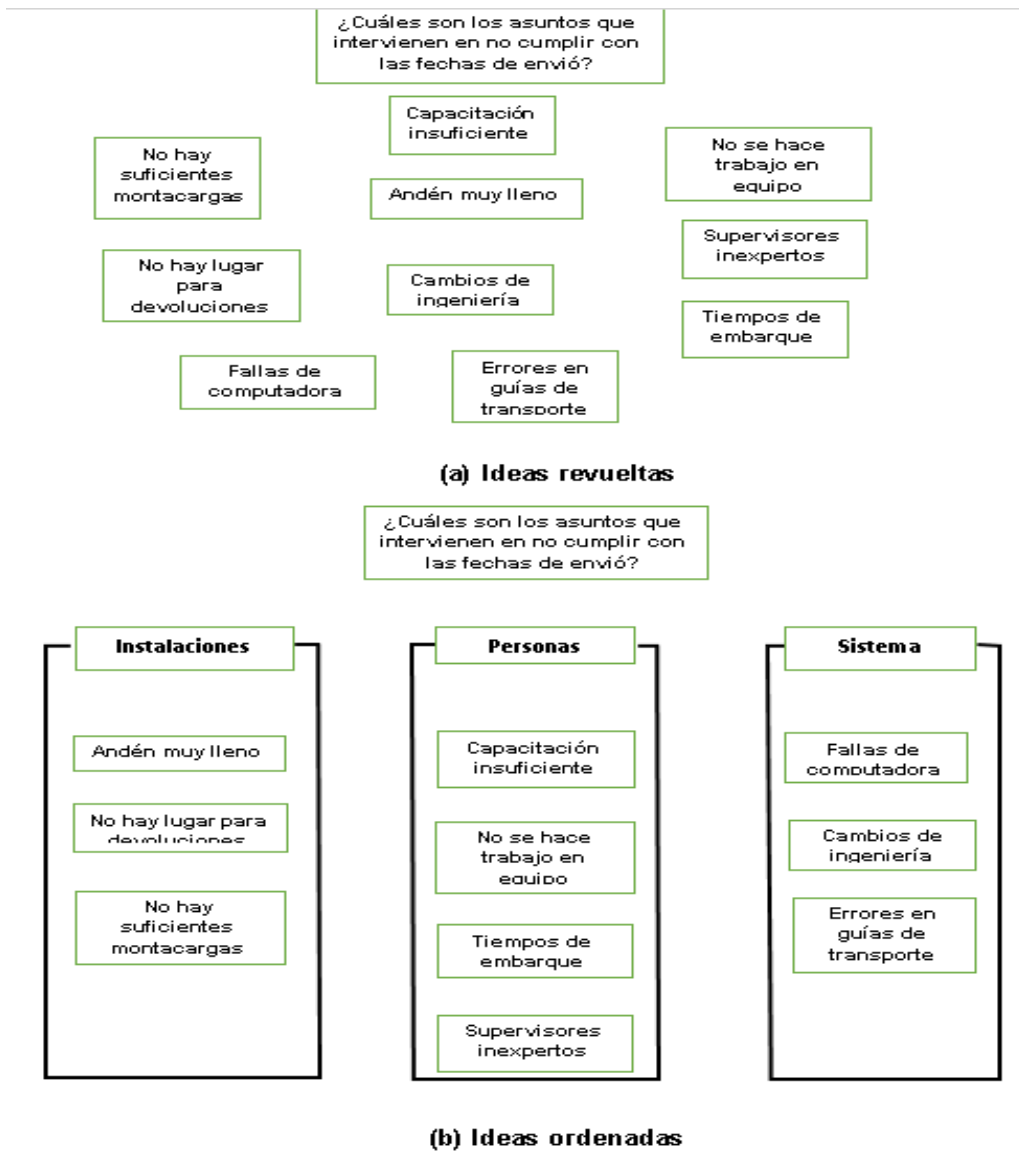 ¿Cuáles son los asuntos que
intervienen en no cumplir con
las fechas de envió?
Capacitación
insuficiente
No hay
suficientes
montacargas
Andén muy lleno
No se hace
trabajo en
equipo
Supervisores
inexpertos
No hay lugar
para
devoluciones
Cambios de
ingeniería
Tiempos de
embarque
Fallas de
computadora
Errores en
guías de
transporte
(a) Ideas revueltas
¿Cuáles son los asuntos que
intervienen en no cumplir con
las fechas de envió?
Instalaciones
Andén muy lleno
No hay lugar para
devoluciones
No hay
suficientes
montacargas
Personas
Capacitación
insuficiente
No se hace
trabajo en
equipo
Tiempos de
embarque
Supervisores
inexpertos
Sistema
Fallas de
computadora
Cambios de
ingeniería
Errores en
guías de
transporte
(b) Ideas ordenadas